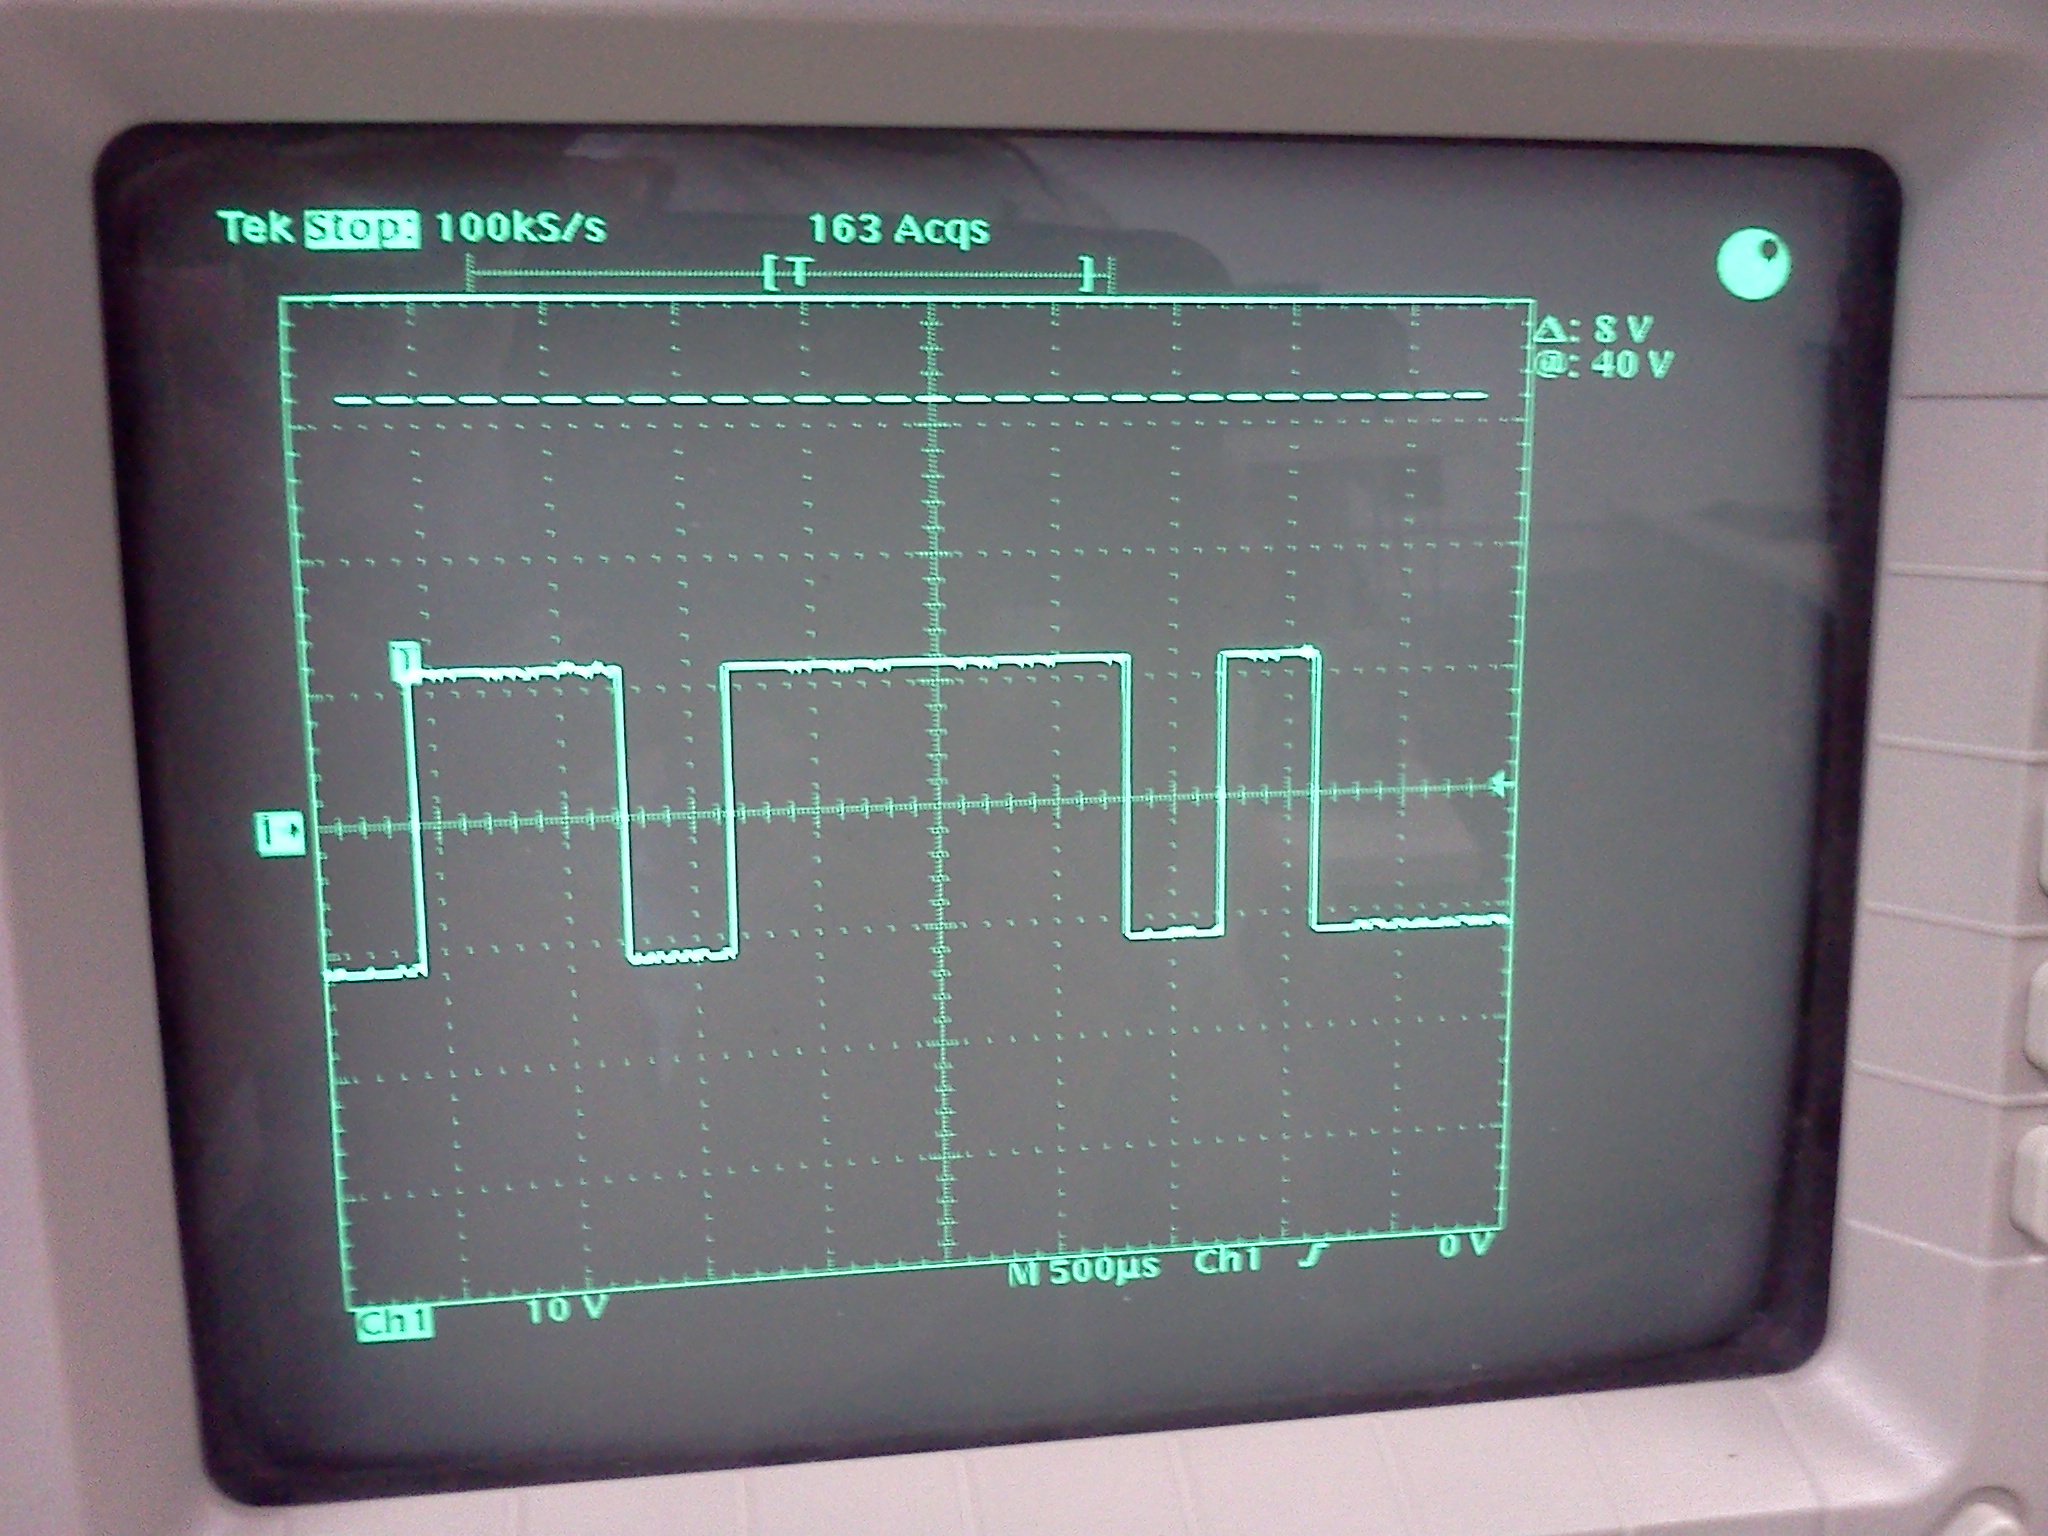 Tek Stop: 100kS/s 163 Acqs
[ T ]
Δ: 8 V
@: 40 V
T
1
M 500µs Ch1 0 V
Ch1 10 V